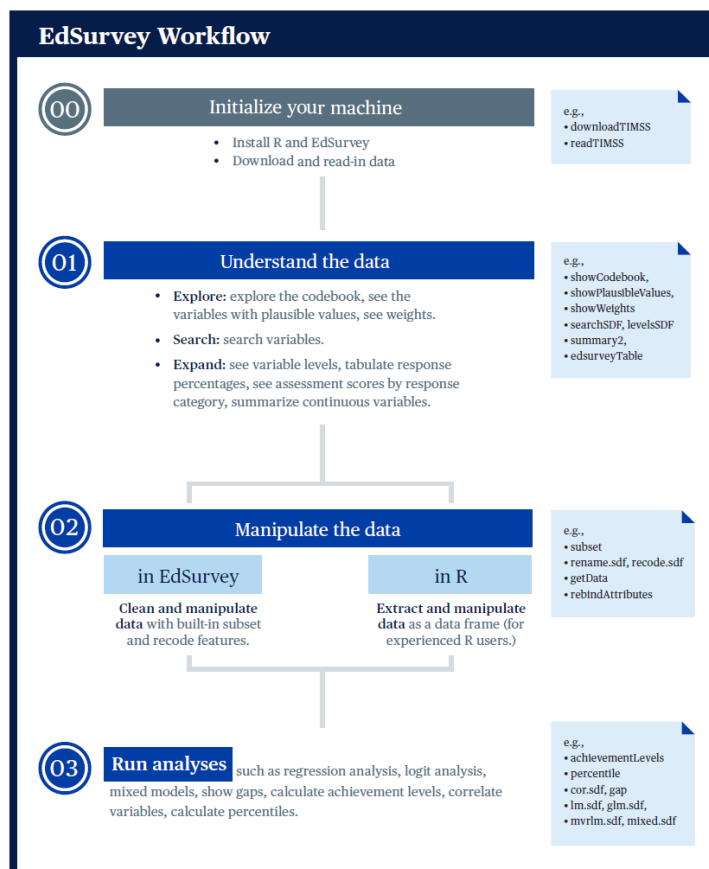 EdSurvey Workflow
00
Initialize your machine
• Install R and EdSurvey
• Download and read-in data
e.g.,
• downloadTIMSS
• readTIMSS
01
Understand the data
• Explore: explore the codebook, see the
variables with plausible values, see weights.
• Search: search variables.
• Expand: see variable levels, tabulate response
percentages, see assessment scores by response
category, summarize continuous variables.
e.g.,
• showCodebook,
• showPlausibleValues,
• showWeights
• searchSDF, levelsSDF
• summary2,
• edsurveyTable
02
Manipulate the data
in EdSurvey
Clean and manipulate
data with built-in subset
and recode features.
in R
Extract and manipulate
data as a data frame (for
experienced R users.)
e.g.,
• subset
• rename.sdf, recode.sdf
• getData
• rebindAttributes
03
Run analyses such as regression analysis, logit analysis,
mixed models, show gaps, calculate achievement levels, correlate
variables, calculate percentiles.
e.g.,
• achievementLevels
• percentile
• cor.sdf, gap
• lm.sdf, glm.sdf,
• mvrlm.sdf, mixed.sdf